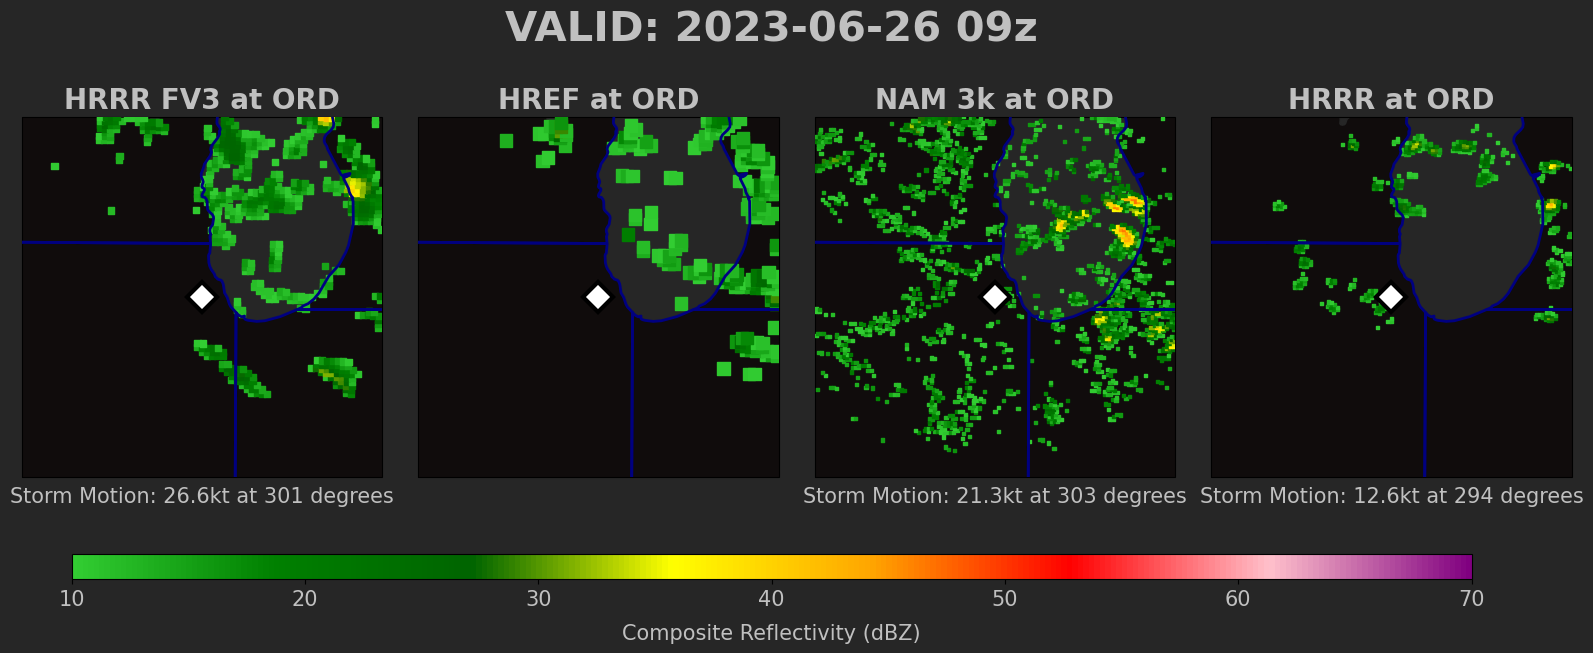 VALID: 2023-06-26 09z
HRRR FV3 at ORD
HREF at ORD
NAM 3k at ORD
HRRR at ORD
Storm Motion: 26.6kt at 301 degrees
Storm Motion: 21.3kt at 303 degrees
Storm Motion: 12.6kt at 294 degrees
10 20 30 40 50 60 70
Composite Reflectivity (dBZ)